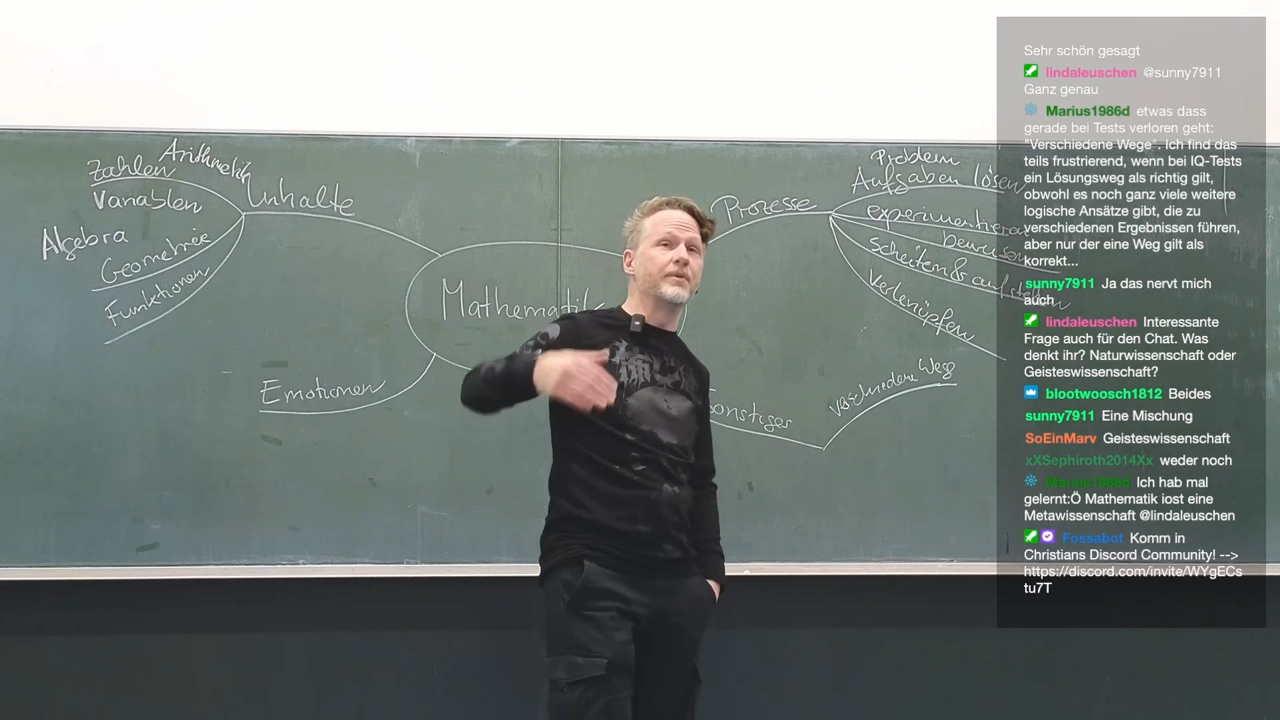 Arithmetik
Zahlen
Variablen
Inhalte
Algebra
Geometrie
Funktionen
Mathematik
Emotionen
Prozesse
Problem
Aufgaben lösen
experimentieren
beweisen
aufstellen
Verknüpfen
Sonstiges
Verschiedene Wege
Sehr schön gesagt
lindaleuschen @sunny7911
Ganz genau
Marius1986d etwas dass
gerade bei Tests verloren geht:
"Verschiedene Wege". Ich find das
teils frustrierend, wenn bei IQ-Tests
ein Lösungsweg als richtig gilt,
obwohl es noch ganz viele weitere
logische Ansätze gibt, die zu
verschiedenen Ergebnissen führen,
aber nur der eine Weg gilt als
korrekt...
sunny7911 Ja das nervt mich
auch
lindaleuschen Interessante
Frage auch für den Chat. Was
denkt ihr? Naturwissenschaft oder
Geisteswissenschaft?
blootwoosch1812 Beides
sunny7911 Eine Mischung
SoEinMarv Geisteswissenschaft
xXSephiroth2014Xx weder noch
Marius1986d Ich hab mal
gelernt:Ö Mathematik iost eine
Metawissenschaft @lindaleuschen
Fossabot Komm in
Christians Discord Community! -->
https://discord.com/invite/WYgECs
tu7T